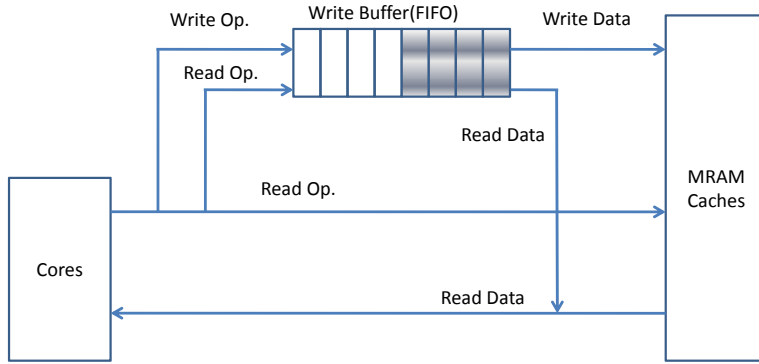 Write Op.
Write Buffer(FIFO)
Write Data
Read Op.
Read Data
Read Op.
MRAM
Caches
Cores
Read Data